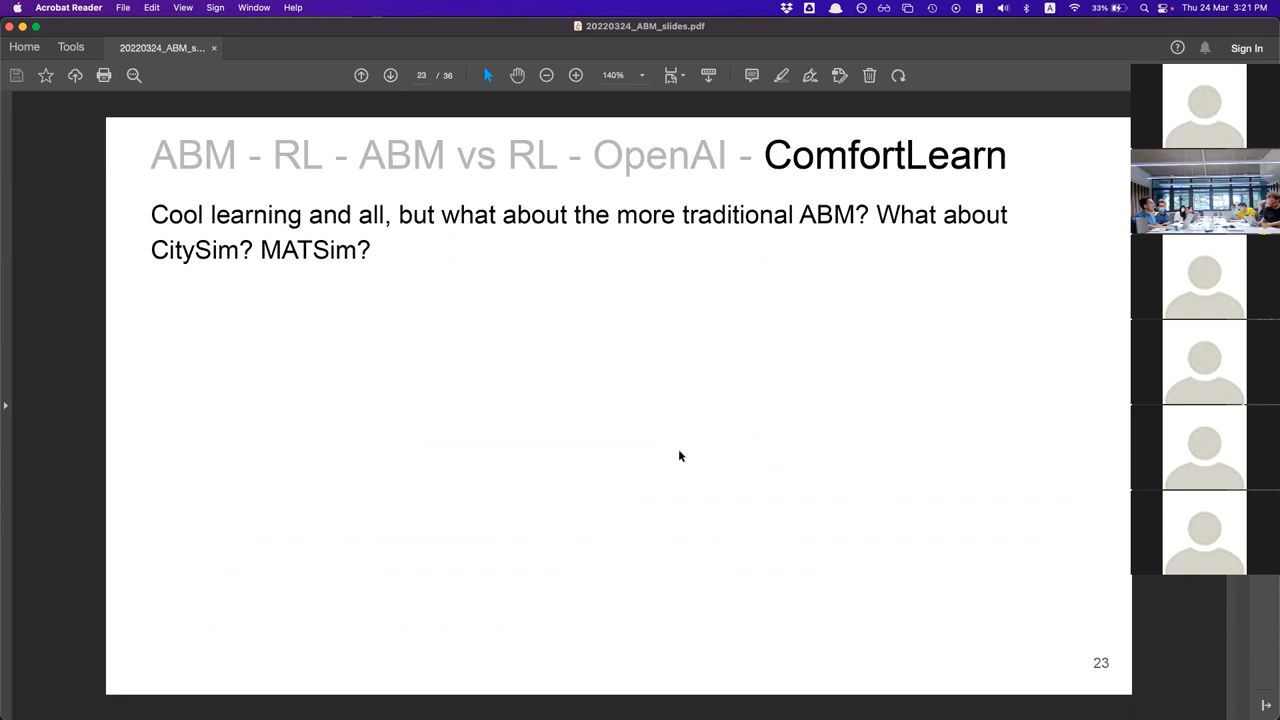 Acrobat Reader File Edit View Sign Window Help
A 33% Thu 24 Mar 3:21 PM
20220324_ABM_slides.pdf
Home Tools 20220324_ABM_s... × Sign In
23 / 36 140%
ABM - RL - ABM vs RL - OpenAI - ComfortLearn
Cool learning and all, but what about the more traditional ABM? What about
CitySim? MATSim?
23